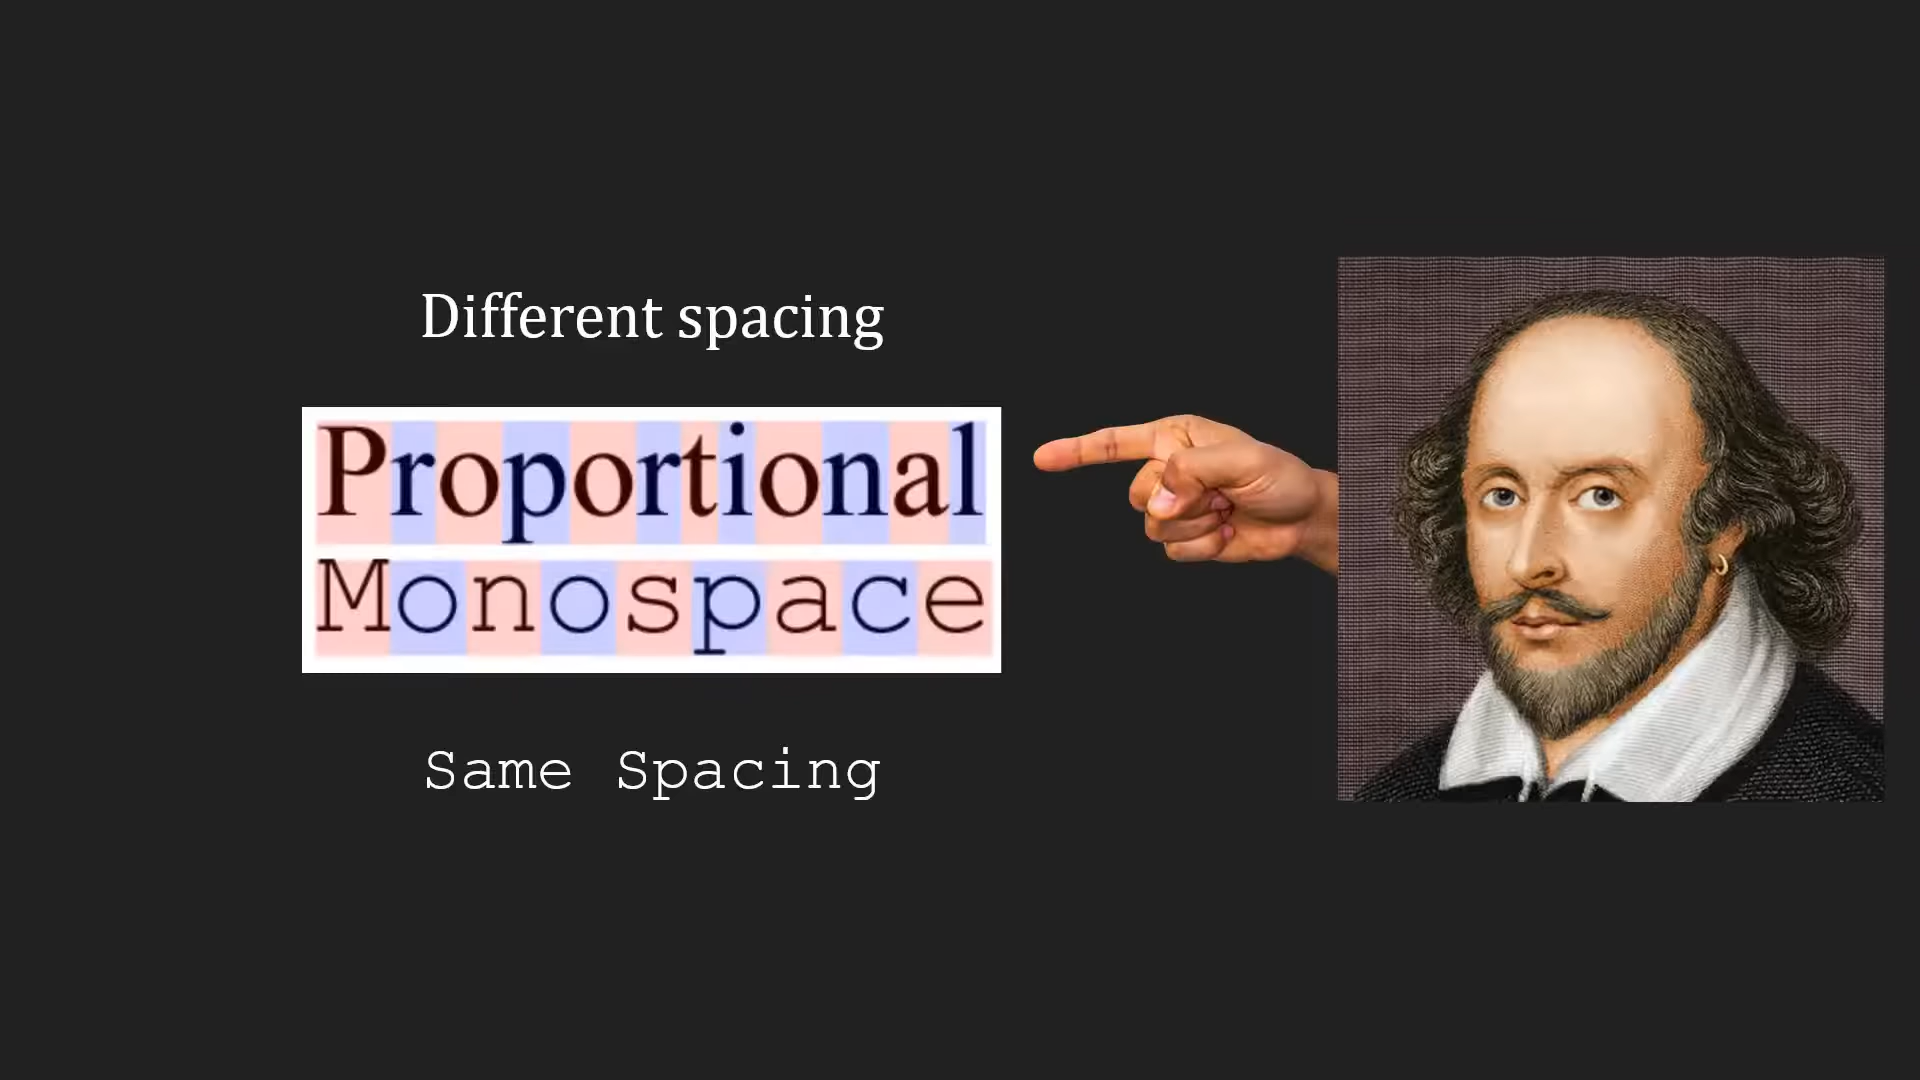 Different spacing
Proportional
Monospace
Same Spacing